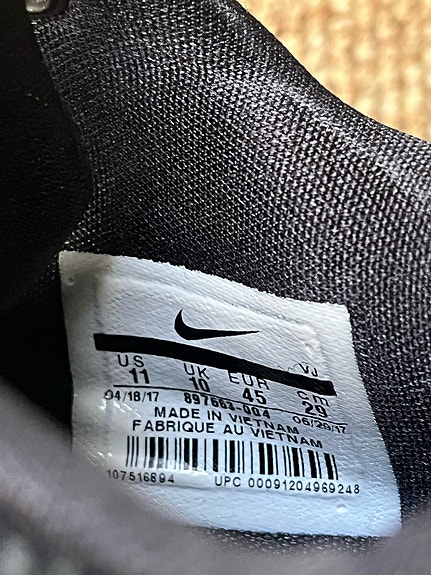 VJ
US UK EUR cm
11 10 45 29
04/18/17 897663-004 06/29/17
MADE IN VIETNAM
FABRIQUE AU VIETNAM
107516894 UPC 00091204969248